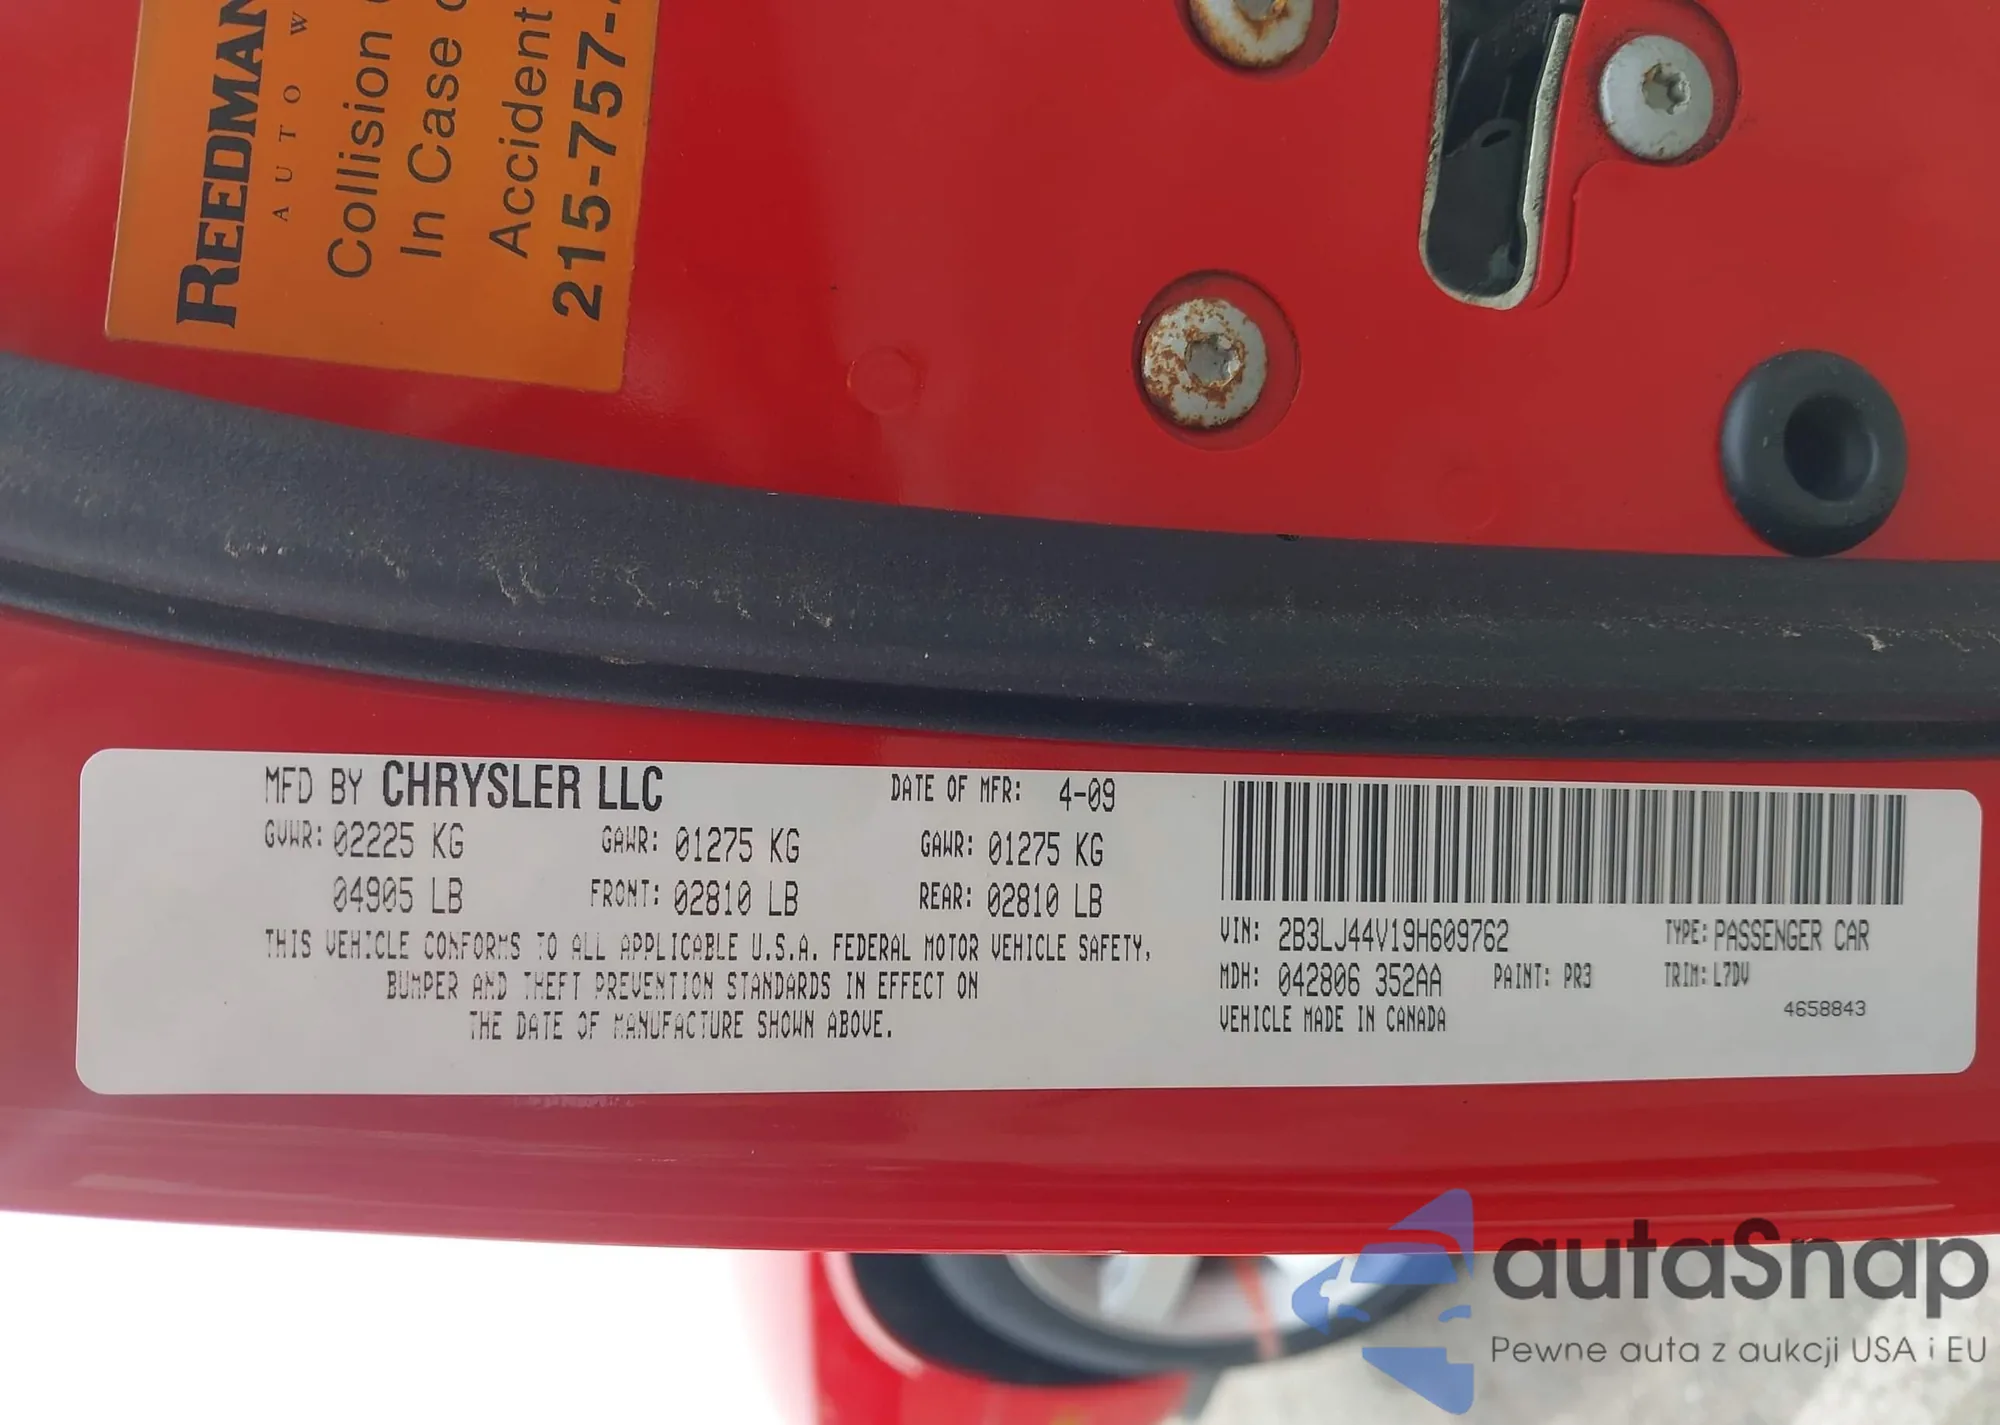 REEDMAN
AUTO W
Collision
In Case
Accident
215-757-
MFD BY CHRYSLER LLC
DATE OF MFR: 4-09
GVWR: 02225 KG
GAWR: 01275 KG
GAWR: 01275 KG
04905 LB
FRONT: 02810 LB
REAR: 02810 LB
THIS VEHICLE CONFORMS TO ALL APPLICABLE U.S.A. FEDERAL MOTOR VEHICLE SAFETY,
BUMPER AND THEFT PREVENTION STANDARDS IN EFFECT ON
THE DATE OF MANUFACTURE SHOWN ABOVE.
VIN: 2B3LJ44V19H609762
TYPE: PASSENGER CAR
MDH: 042806 352AA
PAINT: PR3
TRIM: L7DV
VEHICLE MADE IN CANADA
4658843
autoSnap
Pewne auta z aukcji USA i EU